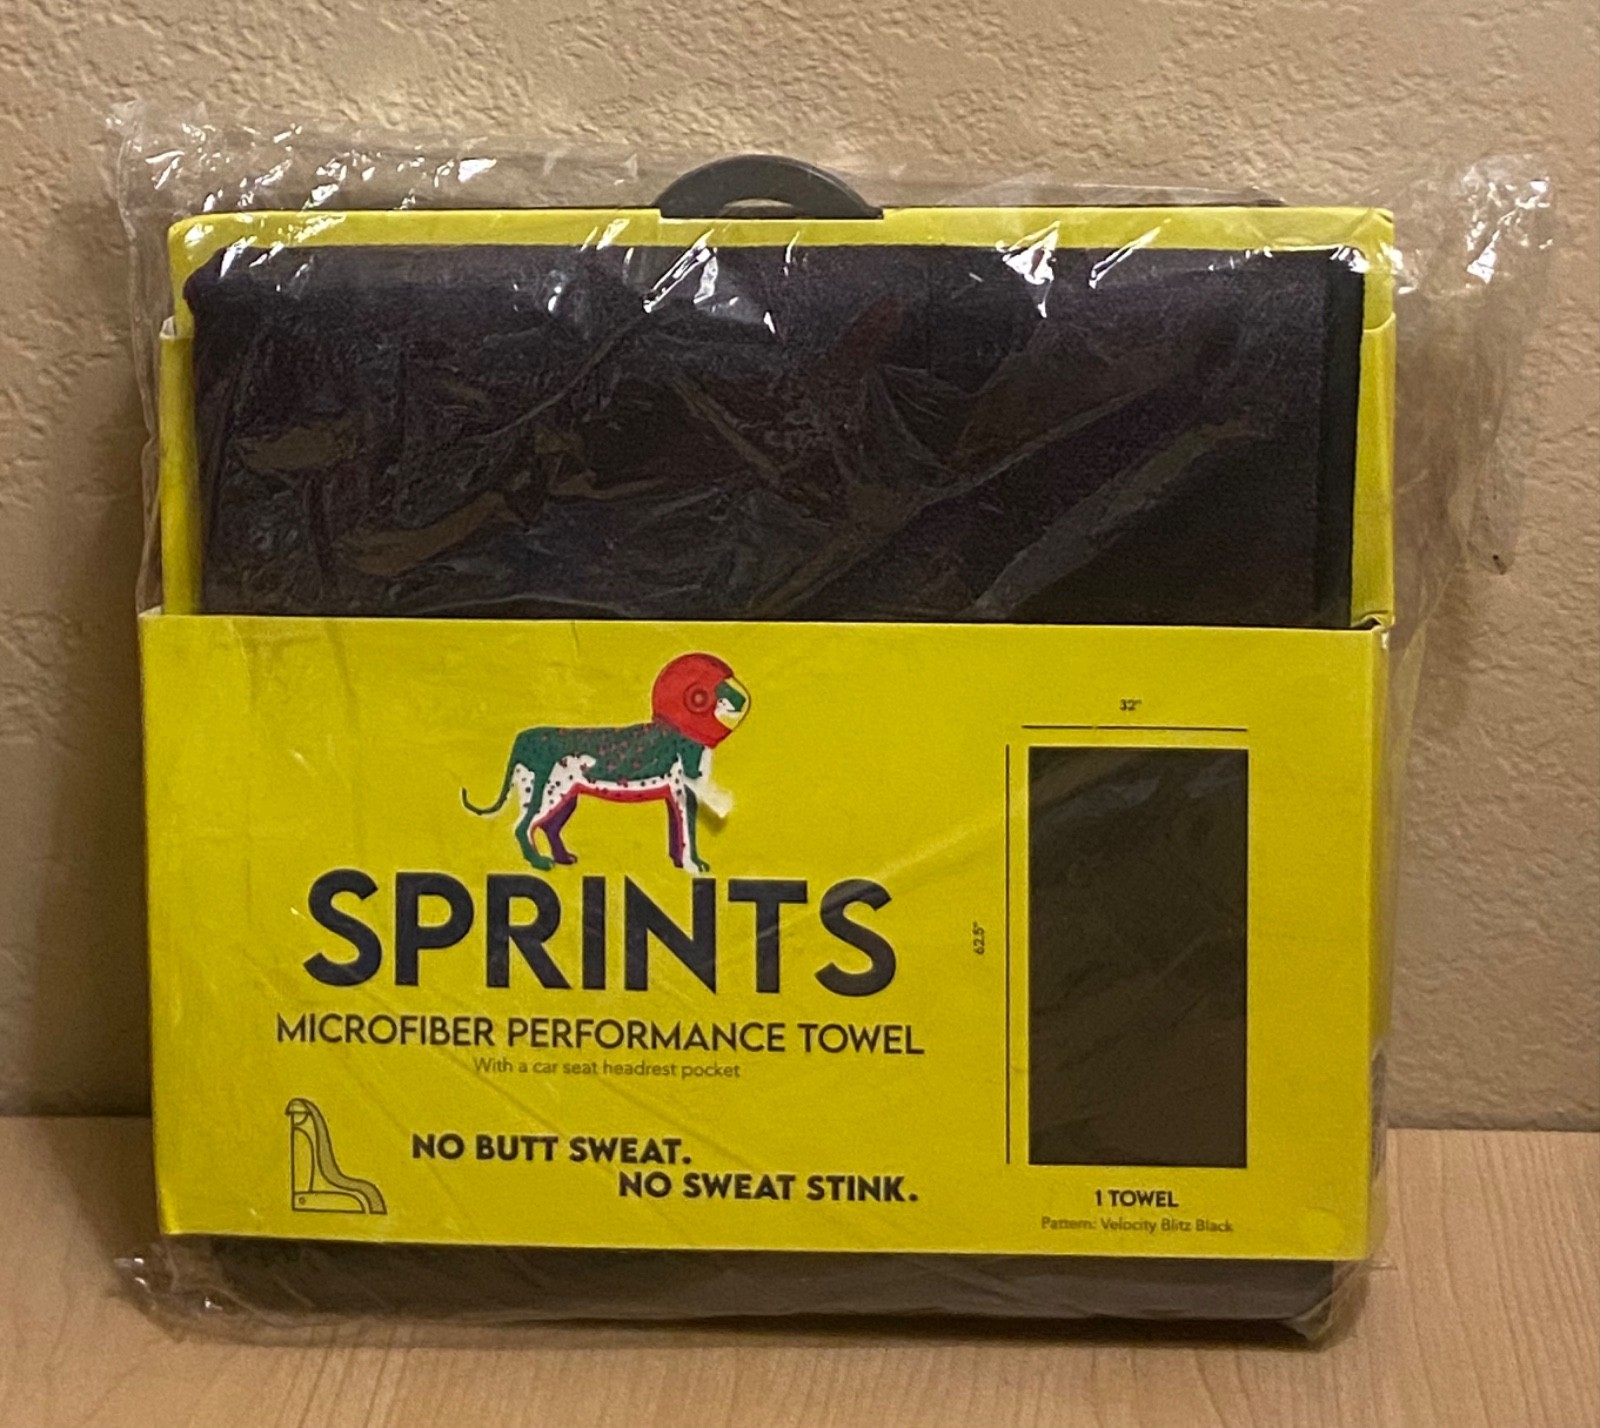 SPRINTS
MICROFIBER PERFORMANCE TOWEL
With a car seat headrest pocket
NO BUTT SWEAT.
NO SWEAT STINK.
32"
62.5"
1 TOWEL
Pattern: Velocity Blitz Black